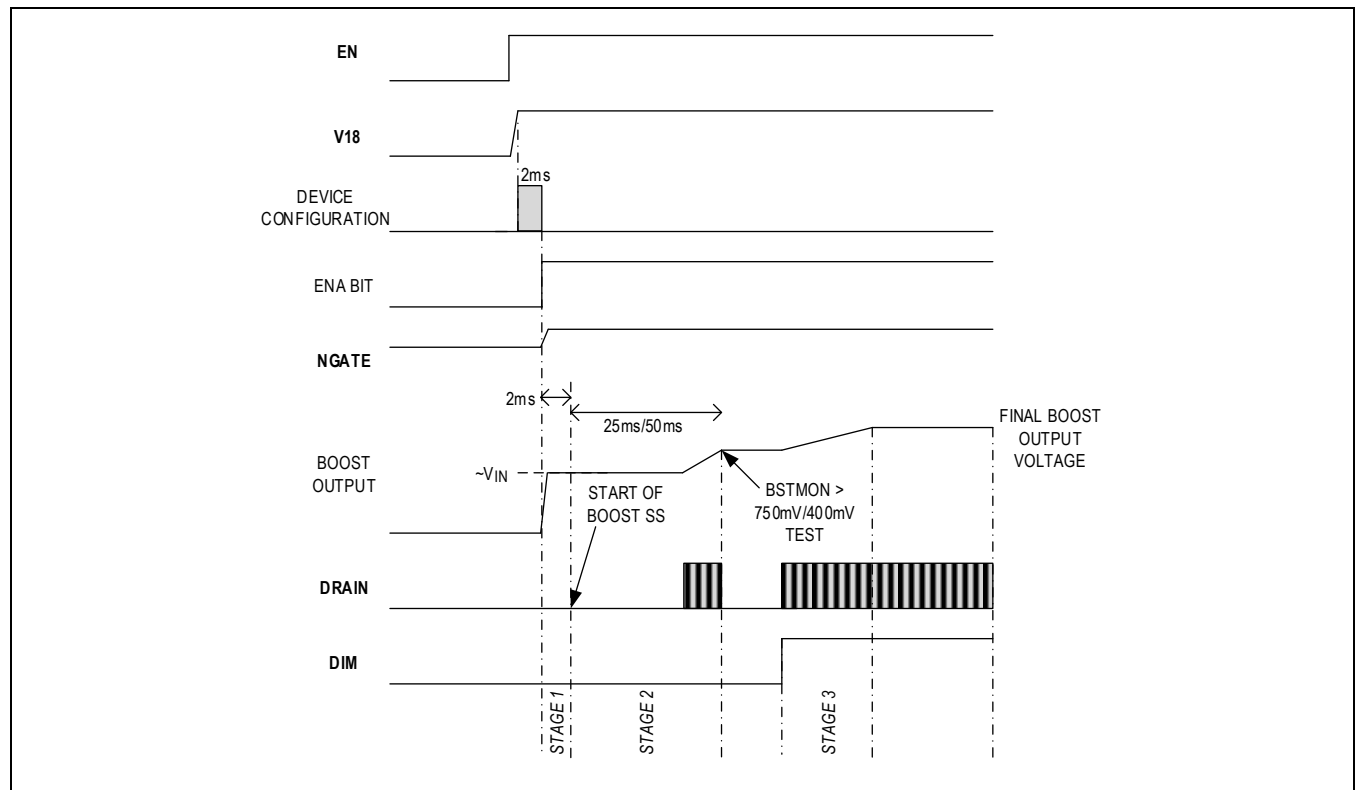 EN
V18
2ms
DEVICE
CONFIGURATION
ENA BIT
NGATE
2ms
25ms/50ms
FINAL BOOST
OUTPUT
VOLTAGE
BOOST
OUTPUT
~VIN
START OF
BOOST SS
BSTMON >
750mV/400mV
TEST
DRAIN
DIM
STAGE 1
STAGE 2
STAGE 3